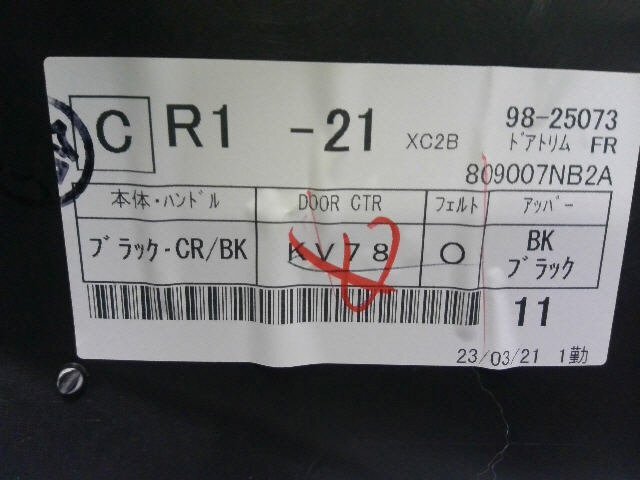 C R1 -21 XC2B 98-25073
ドアトリム FR
809007NB2A
本体・ハンドル DOOR CTR フェルト アッパー
ブラック-CR/BK KV78 O BK
ブラック
11
23/03/21 1勤